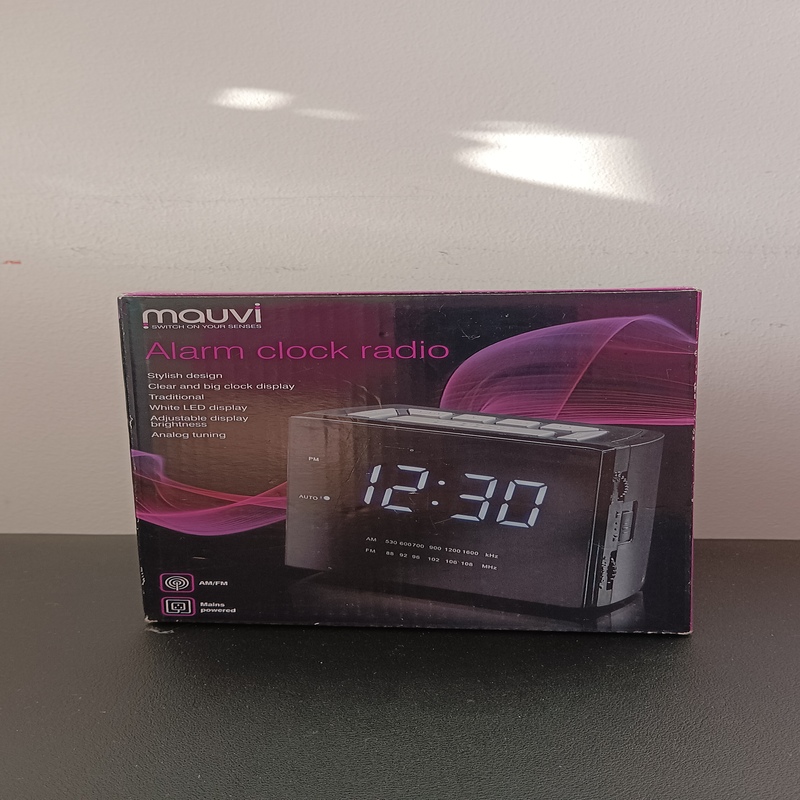 mauvi
SWITCH ON YOUR SENSES
Alarm clock radio
Stylish design
Clear and big clock display
Traditional
White LED display
Adjustable display
brightness
Analog tuning
PM
AUTO
12:30
AM 530 600 700 900 1200 1600 kHz
FM 88 92 98 102 106 108 MHz
AM/FM
Mains
powered